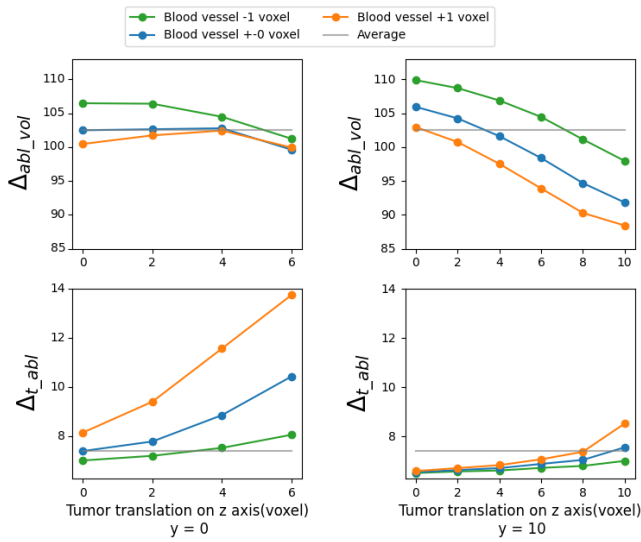 Blood vessel -1 voxel
Blood vessel +1 voxel
Blood vessel +-0 voxel
Average
110
105
100
95
90
85
Δabl_vol
0 2 4 6
110
105
100
95
90
85
Δabl_vol
0 2 4 6 8 10
14
12
10
8
Δt_abl
0 2 4 6
Tumor translation on z axis(voxel)
y = 0
14
12
10
8
Δt_abl
0 2 4 6 8 10
Tumor translation on z axis(voxel)
y = 10